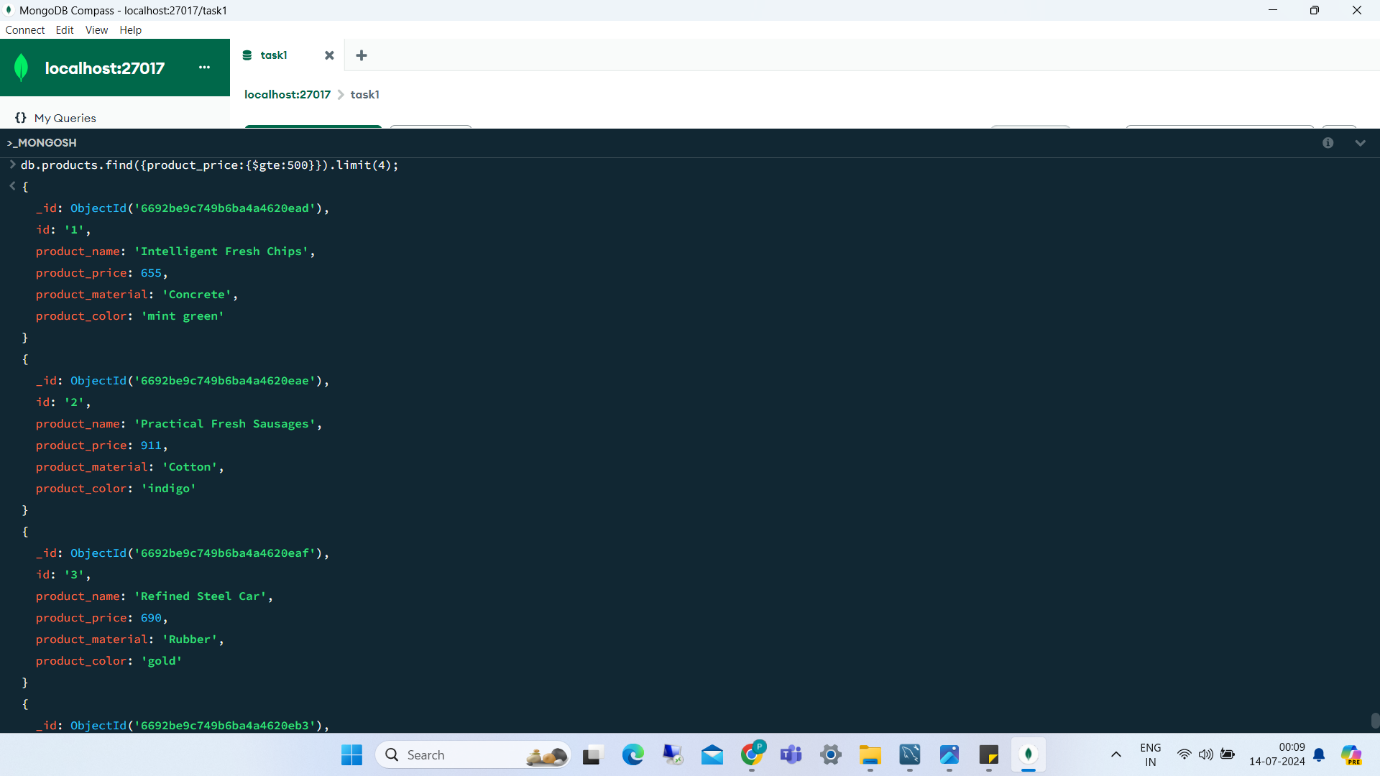 MongoDB Compass - localhost:27017/task1
Connect Edit View Help
localhost:27017 ...
task1
localhost:27017 > task1
{} My Queries
>_MONGOSH
> db.products.find({product_price:{$gte:500}}).limit(4);
< {
_id: ObjectId('6692be9c749b6ba4a4620ead'),
id: '1',
product_name: 'Intelligent Fresh Chips',
product_price: 655,
product_material: 'Concrete',
product_color: 'mint green'
}
{
_id: ObjectId('6692be9c749b6ba4a4620eae'),
id: '2',
product_name: 'Practical Fresh Sausages',
product_price: 911,
product_material: 'Cotton',
product_color: 'indigo'
}
{
_id: ObjectId('6692be9c749b6ba4a4620eaf'),
id: '3',
product_name: 'Refined Steel Car',
product_price: 690,
product_material: 'Rubber',
product_color: 'gold'
}
{
_id: ObjectId('6692be9c749b6ba4a4620eb3'),
Search
P
ENG
IN
00:09
14-07-2024
PRE